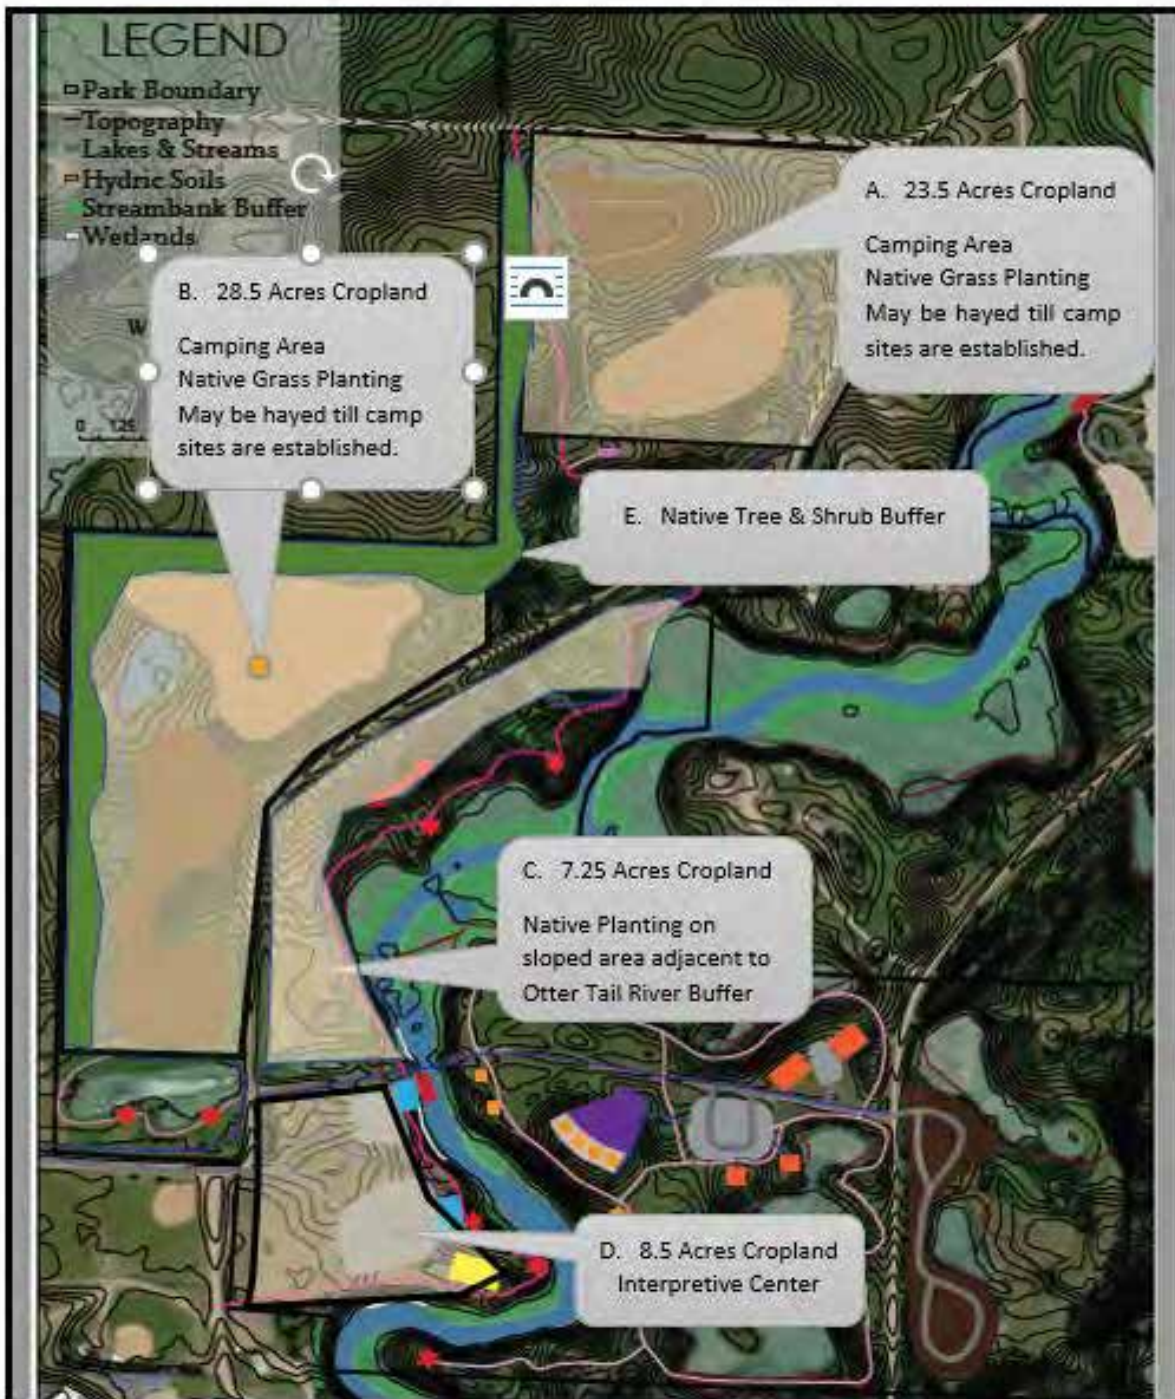 LEGEND
Park Boundary
Topography
Lakes & Streams
Hydric Soils
Streambank Buffer
Wetlands
A. 23.5 Acres Cropland
Camping Area
Native Grass Planting
May be hayed till camp
sites are established.
B. 28.5 Acres Cropland
Camping Area
Native Grass Planting
May be hayed till camp
sites are established.
W
0 125
E. Native Tree & Shrub Buffer
C. 7.25 Acres Cropland
Native Planting on
sloped area adjacent to
Otter Tail River Buffer
D. 8.5 Acres Cropland
Interpretive Center